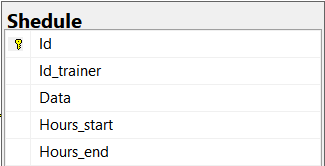 Shedule
Id
Id_trainer
Data
Hours_start
Hours_end